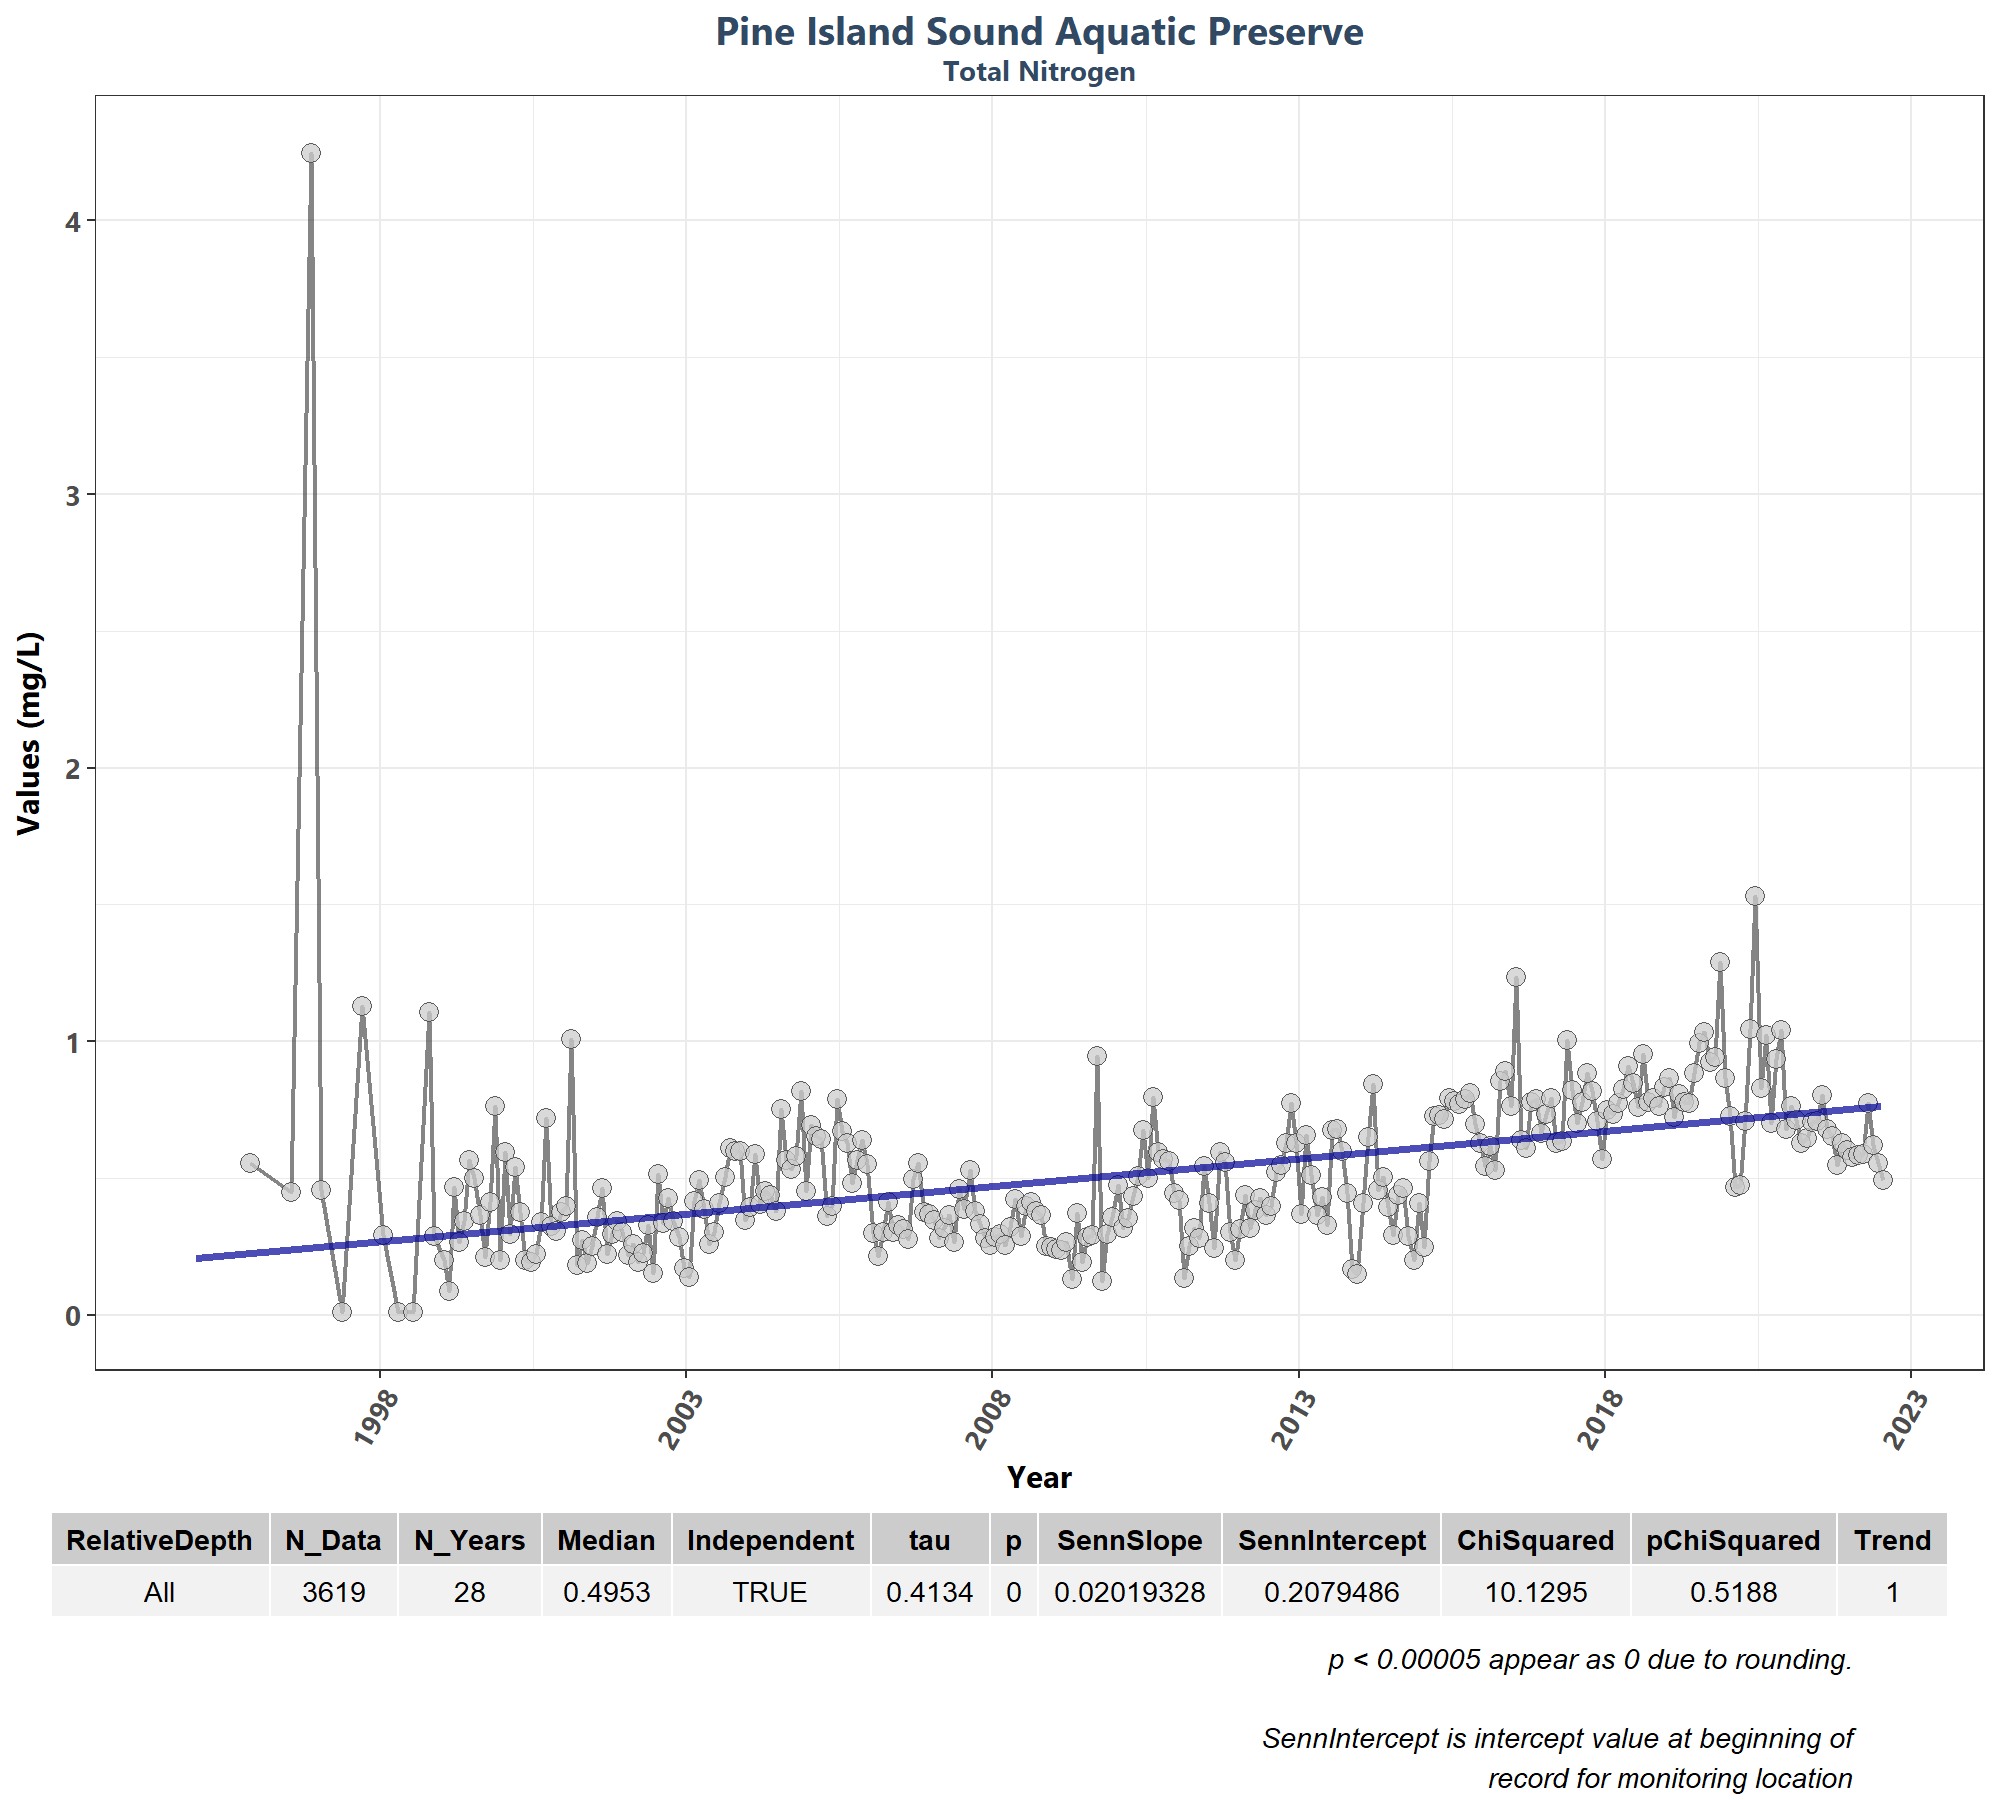 Pine Island Sound Aquatic Preserve
Total Nitrogen
Values (mg/L)
4
3
2
1
0
1998 2003 2008 2013 2018 2023
Year
RelativeDepth N_Data N_Years Median Independent tau p SennSlope SennIntercept ChiSquared pChiSquared Trend
All 3619 28 0.4953 TRUE 0.4134 0 0.02019328 0.2079486 10.1295 0.5188 1
p < 0.00005 appear as 0 due to rounding.
SennIntercept is intercept value at beginning of
record for monitoring location